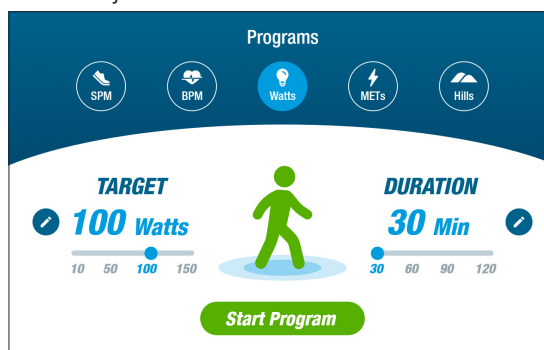 Programs
SPM
BPM
Watts
METs
Hills
TARGET
100 Watts
10 50 100 150
DURATION
30 Min
30 60 90 120
Start Program